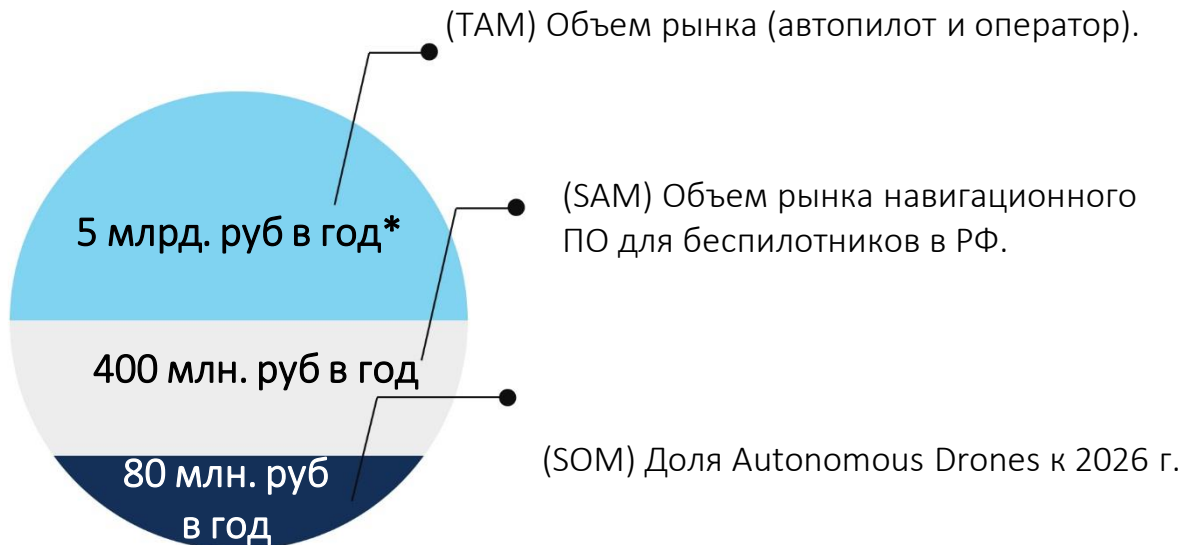 (TAM) Объем рынка (автопилот и оператор).
5 млрд. руб в год*
(SAM) Объем рынка навигационного
ПО для беспилотников в РФ.
400 млн. руб в год
(SOM) Доля Autonomous Drones к 2026 г.
80 млн. руб
в год